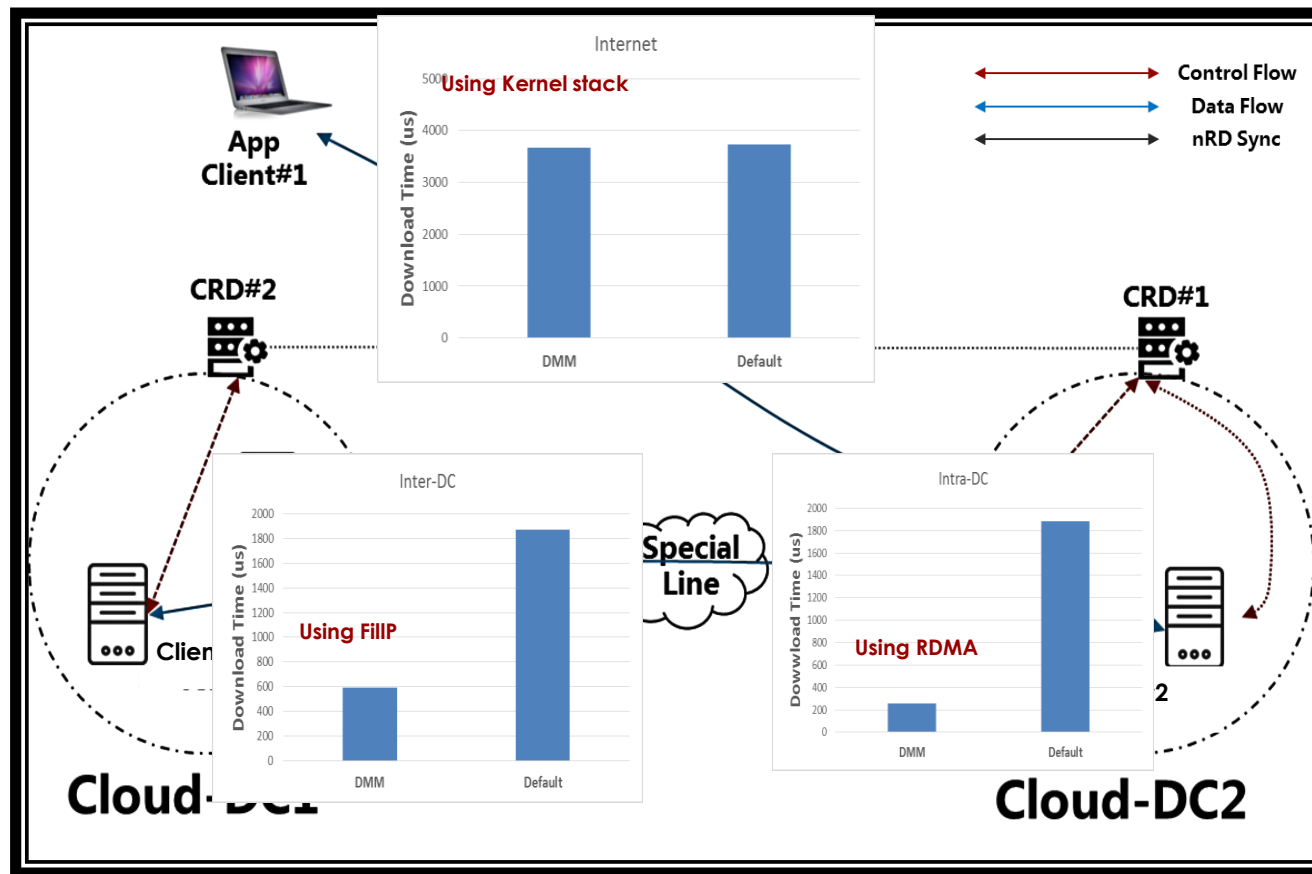 Internet
Using Kernel stack
5000
4000
3000
2000
1000
0
Download Time (us)
DMM
Default
Control Flow
Data Flow
nRD Sync
App
Client#1
CRD#2
CRD#1
Inter-DC
2000
1800
1600
1400
1200
1000
800
600
400
200
0
Download Time (us)
Using FillP
DMM
Default
Special
Line
Intra-DC
2000
1800
1600
1400
1200
1000
800
600
400
200
0
Dowwload Time (us)
Using RDMA
DMM
Default
Clien
2
Cloud-DC1
Cloud-DC2